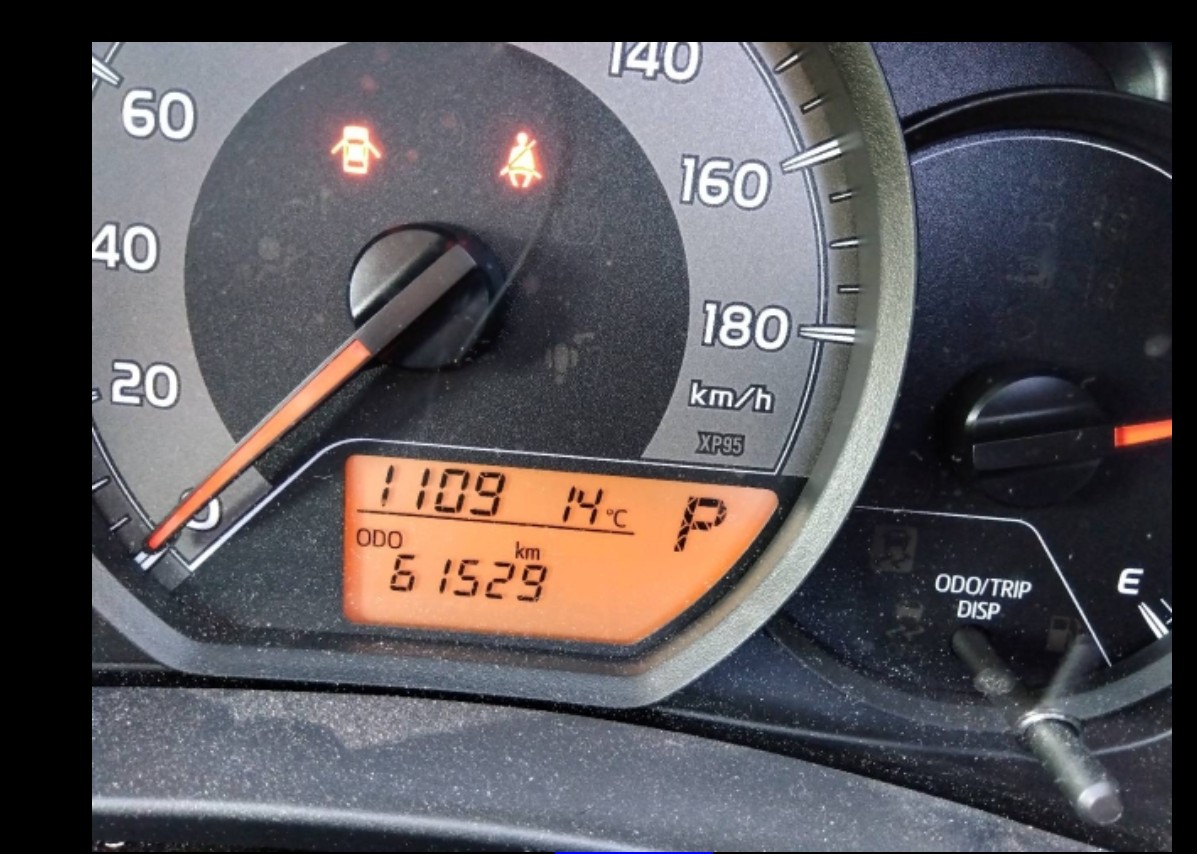 140
60
160
40
180
20
km/h
XP95
0
1109 14°C P
ODO km
61529
ODO/TRIP
DISP
E